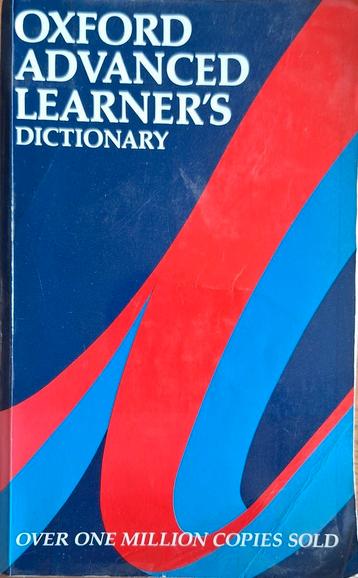 OXFORD
ADVANCED
LEARNER'S
DICTIONARY
OVER ONE MILLION COPIES SOLD